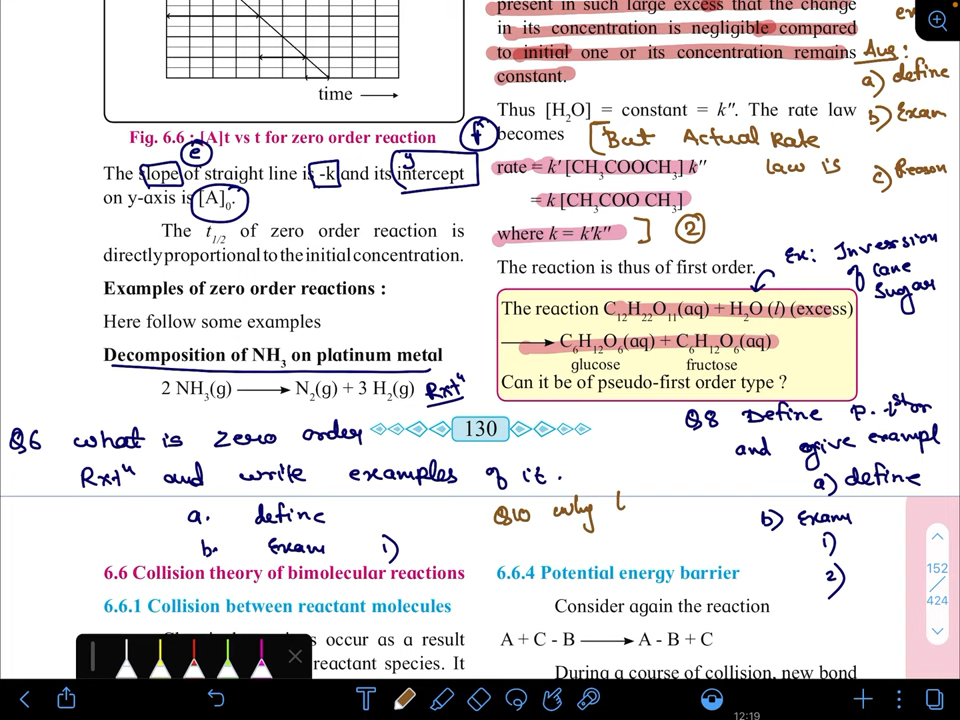 time
Fig. 6.6 : [A]t vs t for zero order reaction
e
y
The slope of straight line is -k and its intercept
on y-axis is [A]0.
The t1/2 of zero order reaction is
directly proportional to the initial concentration.
Examples of zero order reactions :
Here follow some examples
Decomposition of NH3 on platinum metal
2 NH3(g) ⟶ N2(g) + 3 H2(g) Rxtn
Q6 what is zero order
Rxtn and write examples of it.
a. define
b. Exam 1)
130
6.6 Collision theory of bimolecular reactions
6.6.1 Collision between reactant molecules
occur as a result
reactant species. It
present in such large excess that the change
in its concentration is negligible compared
to initial one or its concentration remains
constant.
Thus [H2O] = constant = k″. The rate law
becomes [But Actual Rate
law is
rate = k′ [CH3COOCH3] k″
= k [CH3COO CH3]
where k = k′k″ ] 2
The reaction is thus of first order.
Ex: Inversion
of Cane
Sugar
The reaction C12H22O11(aq) + H2O (l) (excess)
⟶ C6H12O6(aq) + C6H12O6(aq)
glucose fructose
Can it be of pseudo-first order type ?
Ans:
a) define
b) Exam
c) Reason
Q8 Define
and give exampl
a) define
b) Exam
1)
2)
Q10 why
6.6.4 Potential energy barrier
Consider again the reaction
A + C - B ⟶ A - B + C
During a course of collision, new bond
152
424
12:19